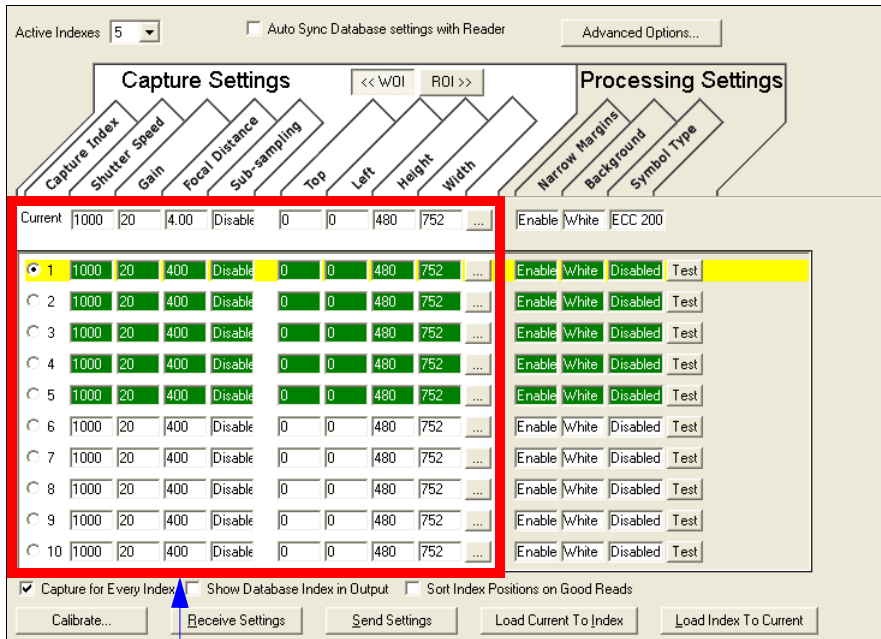 Active Indexes 5 Auto Sync Database settings with Reader Advanced Options...
Capture Settings << WOI ROI >> Processing Settings
Capture Index Shutter Speed Gain Focal Distance Sub-sampling Top Left Height Width Narrow Margins Background Symbol Type
Current 1000 20 4.00 Disable 0 0 480 752 ... Enable White ECC 200
1 1000 20 400 Disable 0 0 480 752 ... Enable White Disabled Test
2 1000 20 400 Disable 0 0 480 752 ... Enable White Disabled Test
3 1000 20 400 Disable 0 0 480 752 ... Enable White Disabled Test
4 1000 20 400 Disable 0 0 480 752 ... Enable White Disabled Test
5 1000 20 400 Disable 0 0 480 752 ... Enable White Disabled Test
6 1000 20 400 Disable 0 0 480 752 ... Enable White Disabled Test
7 1000 20 400 Disable 0 0 480 752 ... Enable White Disabled Test
8 1000 20 400 Disable 0 0 480 752 ... Enable White Disabled Test
9 1000 20 400 Disable 0 0 480 752 ... Enable White Disabled Test
10 1000 20 400 Disable 0 0 480 752 ... Enable White Disabled Test
Capture for Every Index Show Database Index in Output Sort Index Positions on Good Reads
Calibrate... Receive Settings Send Settings Load Current To Index Load Index To Current